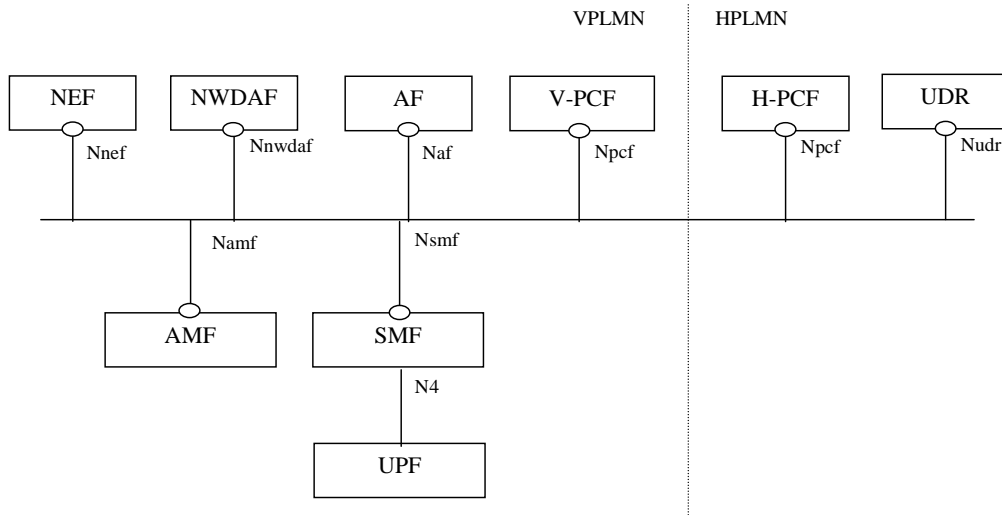 VPLMN HPLMN
NEF NWDAF AF V-PCF H-PCF UDR
Nnef Nnwdaf Naf Npcf Npcf Nudr
Namf Nsmf
AMF SMF
N4
UPF